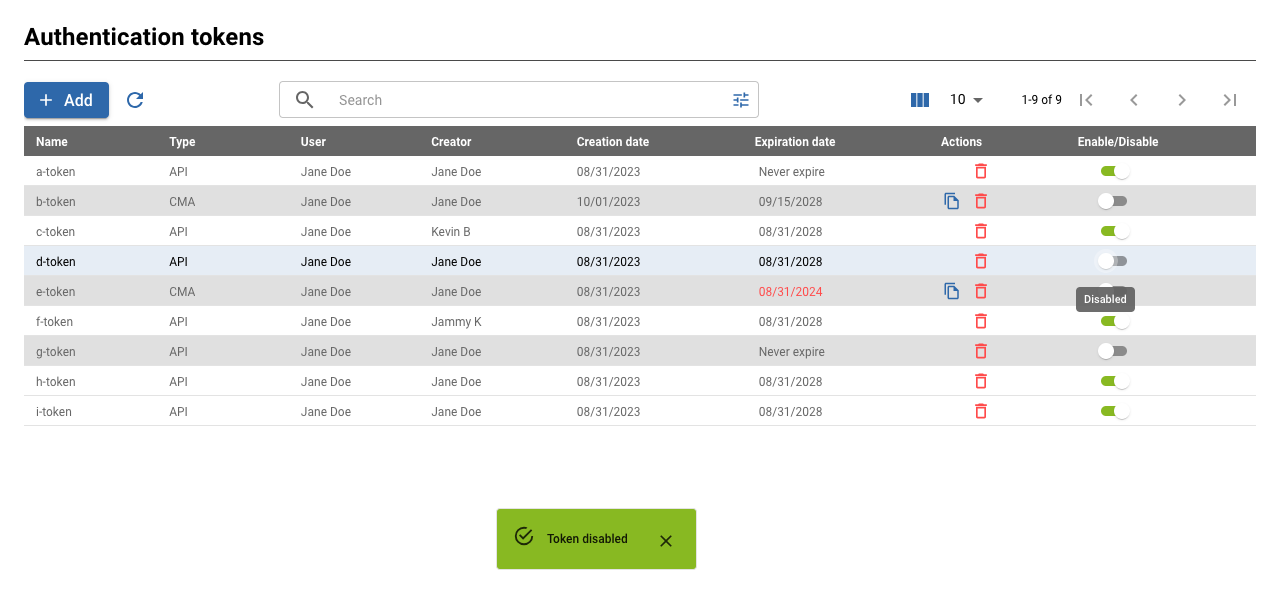 Authentication tokens
Add
Search
10
1-9 of 9
Name Type User Creator Creation date Expiration date Actions Enable/Disable
a-token API Jane Doe Jane Doe 08/31/2023 Never expire
b-token CMA Jane Doe Jane Doe 10/01/2023 09/15/2028
c-token API Jane Doe Kevin B 08/31/2023 08/31/2028
d-token API Jane Doe Jane Doe 08/31/2023 08/31/2028
e-token CMA Jane Doe Jane Doe 08/31/2023 08/31/2024
Disabled
f-token API Jane Doe Jammy K 08/31/2023 08/31/2028
g-token API Jane Doe Jane Doe 08/31/2023 Never expire
h-token API Jane Doe Jane Doe 08/31/2023 08/31/2028
i-token API Jane Doe Jane Doe 08/31/2023 08/31/2028
Token disabled